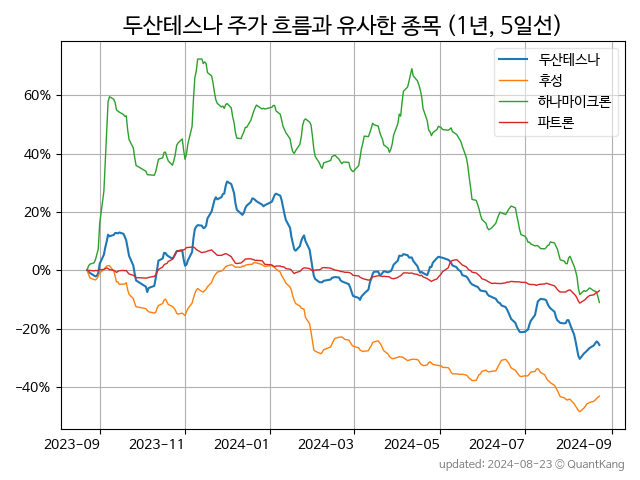 두산테스나 주가 흐름과 유사한 종목 (1년, 5일선)
두산테스나
후성
하나마이크론
파트론
60%
40%
20%
0%
−20%
−40%
2023-09 2023-11 2024-01 2024-03 2024-05 2024-07 2024-09
updated: 2024-08-23 © QuantKang